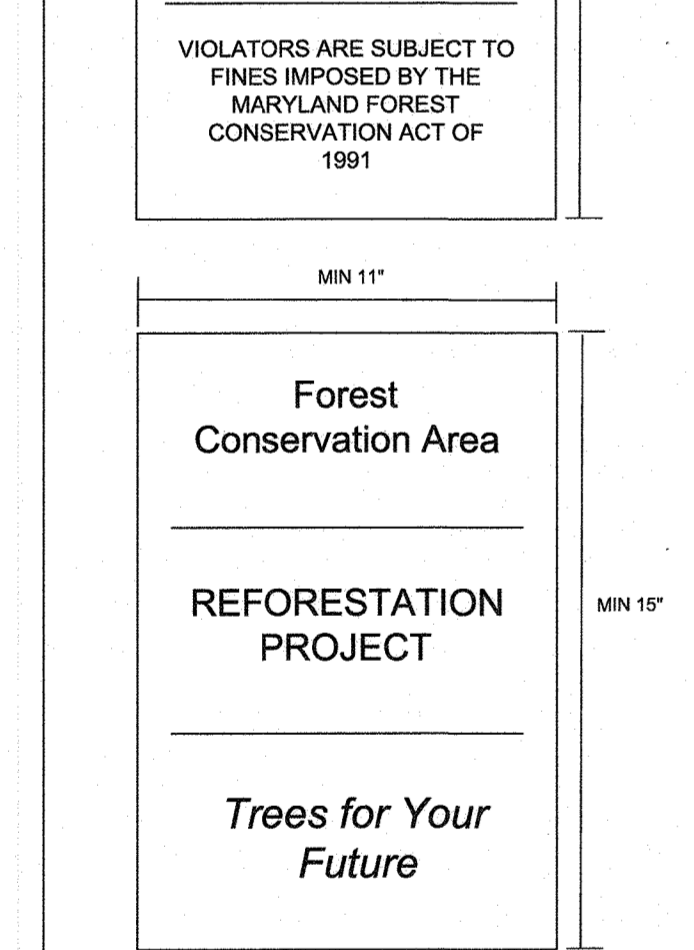 VIOLATORS ARE SUBJECT TO
FINES IMPOSED BY THE
MARYLAND FOREST
CONSERVATION ACT OF
1991
MIN 11"
Forest
Conservation Area
REFORESTATION
PROJECT
MIN 15"
Trees for Your
Future